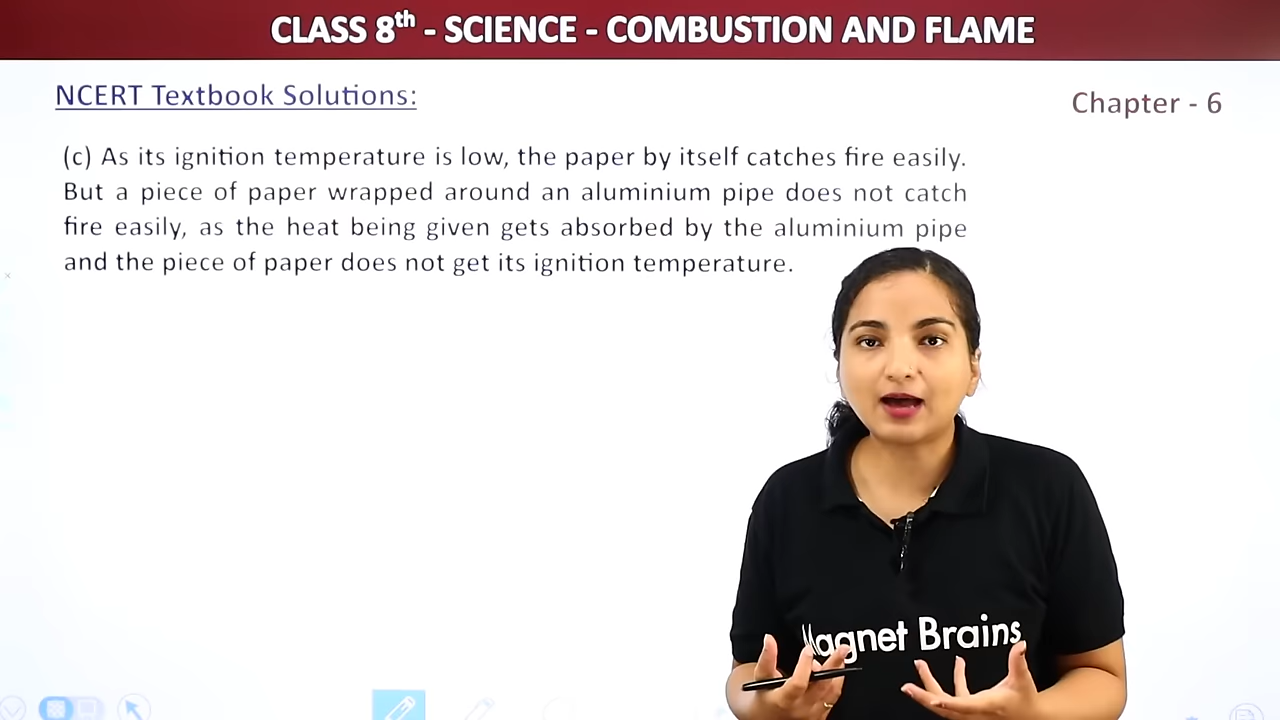 CLASS 8th - SCIENCE - COMBUSTION AND FLAME
NCERT Textbook Solutions:
Chapter - 6
(c) As its ignition temperature is low, the paper by itself catches fire easily.
But a piece of paper wrapped around an aluminium pipe does not catch
fire easily, as the heat being given gets absorbed by the aluminium pipe
and the piece of paper does not get its ignition temperature.
Magnet Brains